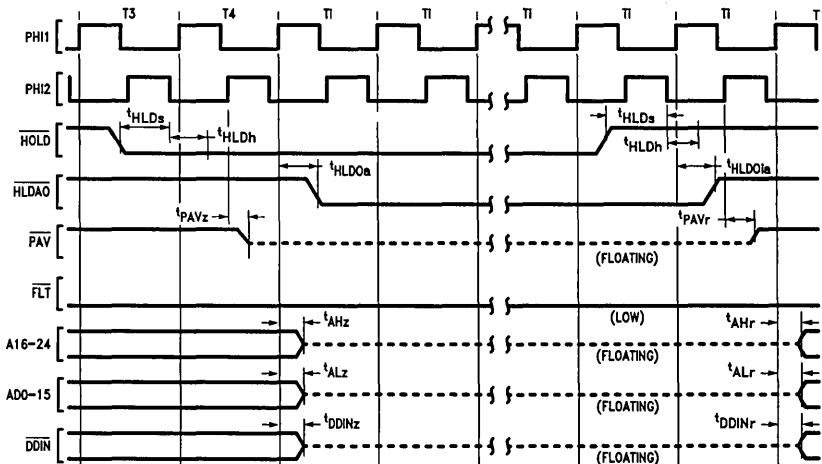 T3 T4 Ti Ti Ti Ti Ti T
PHI1
PHI2
tHLDs tHLDs
HOLD tHLDh tHLDh
tHLDOa tHLDOia
HLDAO
tPAVz tPAVr
PAV
(FLOATING)
FLT
(LOW)
tAHz tAHr
A16-24
(FLOATING)
tALz tALr
AD0-15
(FLOATING)
tDDINz tDDINr
DDIN
(FLOATING)